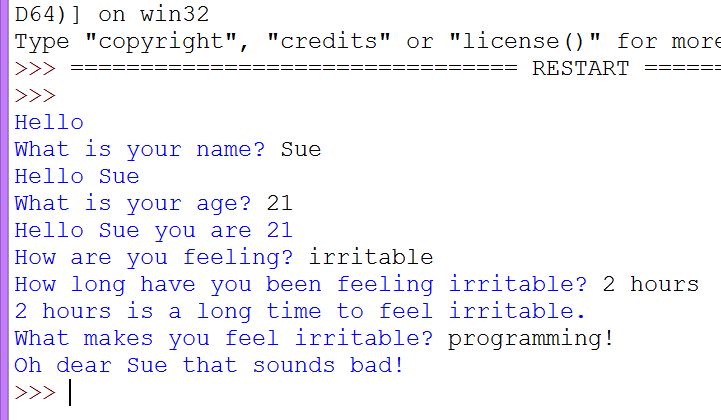 D64)] on win32
Type "copyright", "credits" or "license()" for more
>>> ================================ RESTART ======
>>>
Hello
What is your name? Sue
Hello Sue
What is your age? 21
Hello Sue you are 21
How are you feeling? irritable
How long have you been feeling irritable? 2 hours
2 hours is a long time to feel irritable.
What makes you feel irritable? programming!
Oh dear Sue that sounds bad!
>>>